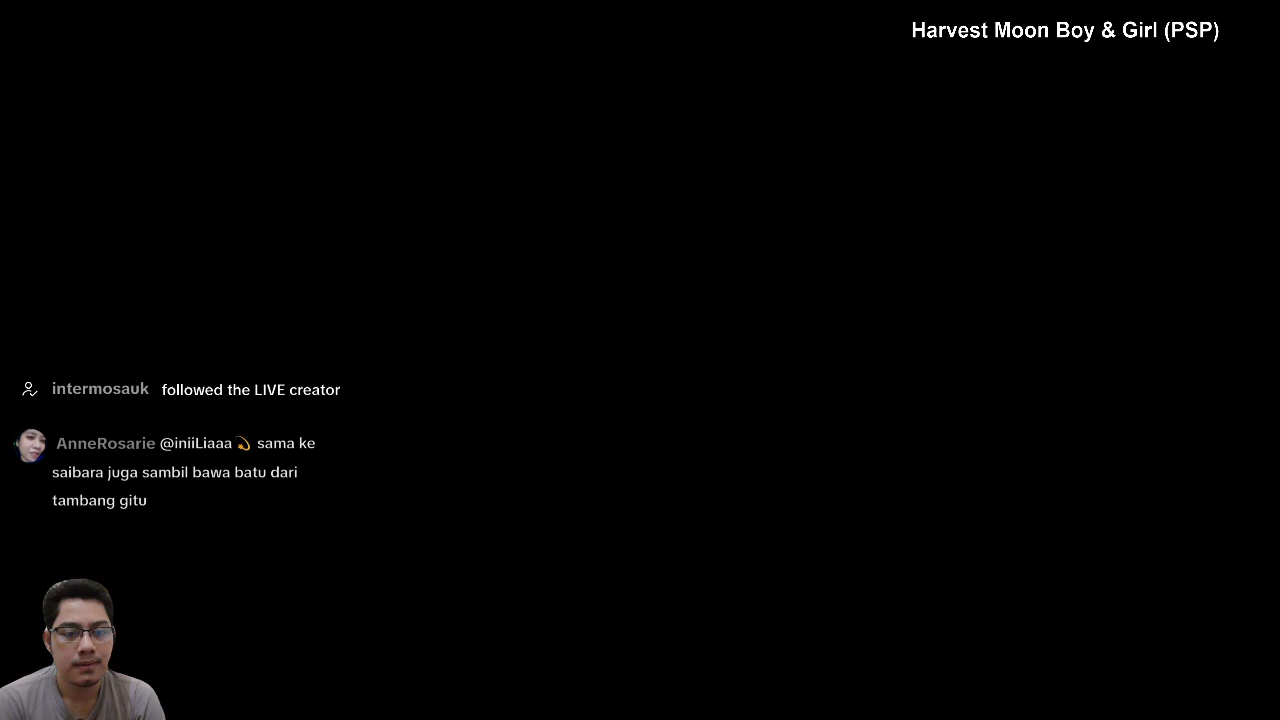 Harvest Moon Boy & Girl (PSP)
intermosauk followed the LIVE creator
AnneRosarie @iniiLiaaa💫 sama ke
saibara juga sambil bawa batu dari
tambang gitu